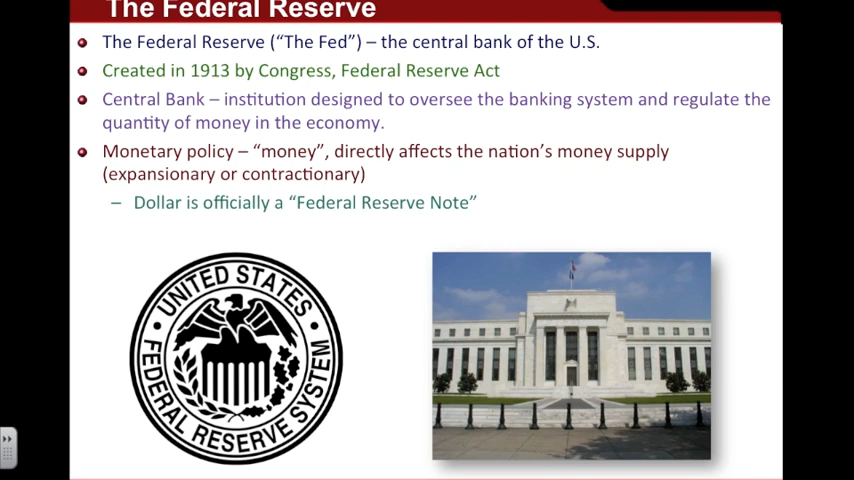 The Federal Reserve
The Federal Reserve (“The Fed”) – the central bank of the U.S.
Created in 1913 by Congress, Federal Reserve Act
Central Bank – institution designed to oversee the banking system and regulate the
quantity of money in the economy.
Monetary policy – “money”, directly affects the nation’s money supply
(expansionary or contractionary)
– Dollar is officially a “Federal Reserve Note”
UNITED STATES
FEDERAL RESERVE SYSTEM